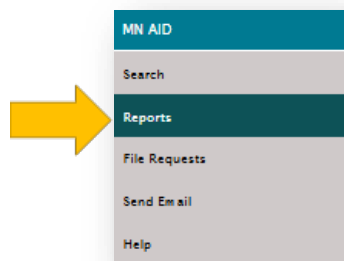 MN AID
Search
Reports
File Requests
Send Email
Help